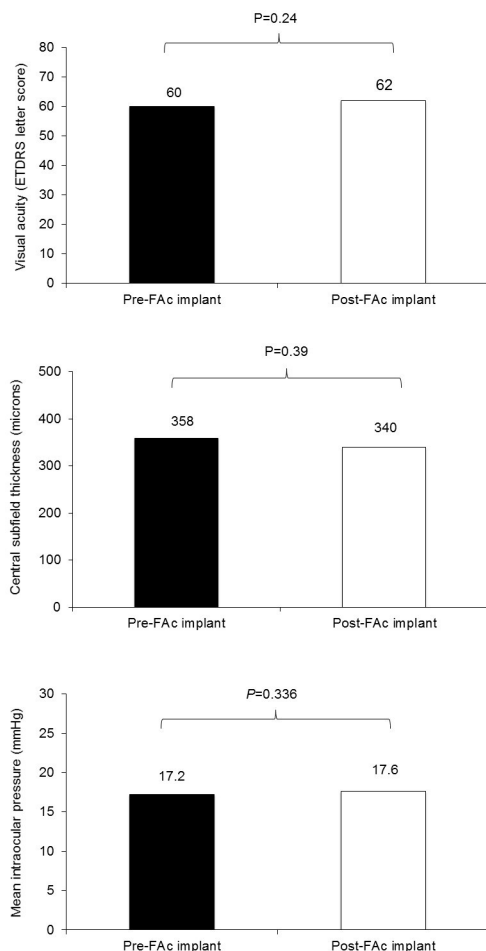 P=0.24
Visual acuity (ETDRS letter score)
80
70
60
50
40
30
20
10
0
60
62
Pre-FAc implant
Post-FAc implant
P=0.39
Central subfield thickness (microns)
500
400
300
200
100
0
358
340
Pre-FAc implant
Post-FAc implant
P=0.336
Mean intraocular pressure (mmHg)
30
25
20
15
10
5
0
17.2
17.6
Pre-FAc implant
Post-FAc implant